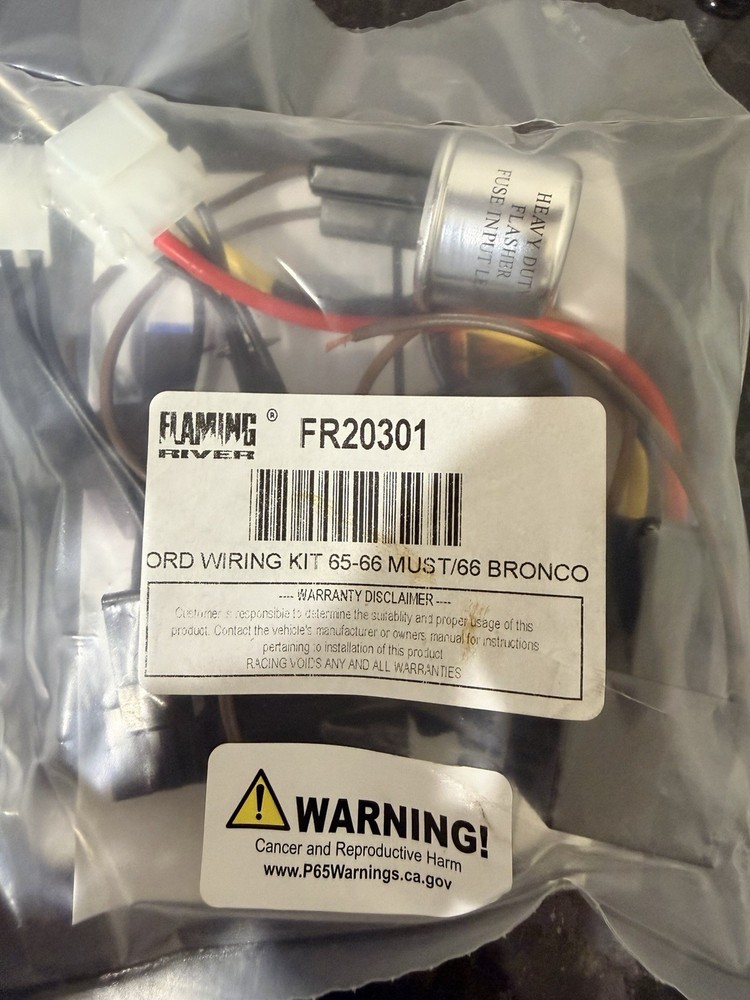 HEAVY DUTY
FLASHER
FUSE INPUT
FLAMING
RIVER
®
FR20301
ORD WIRING KIT 65-66 MUST/66 BRONCO
---- WARRANTY DISCLAIMER ----
Customer is responsible to determine the suitability and proper usage of this
product. Contact the vehicle's manufacturer or owners manual for instructions
pertaining to installation of this product
RACING VOIDS ANY AND ALL WARRANTIES
WARNING!
Cancer and Reproductive Harm
www.P65Warnings.ca.gov